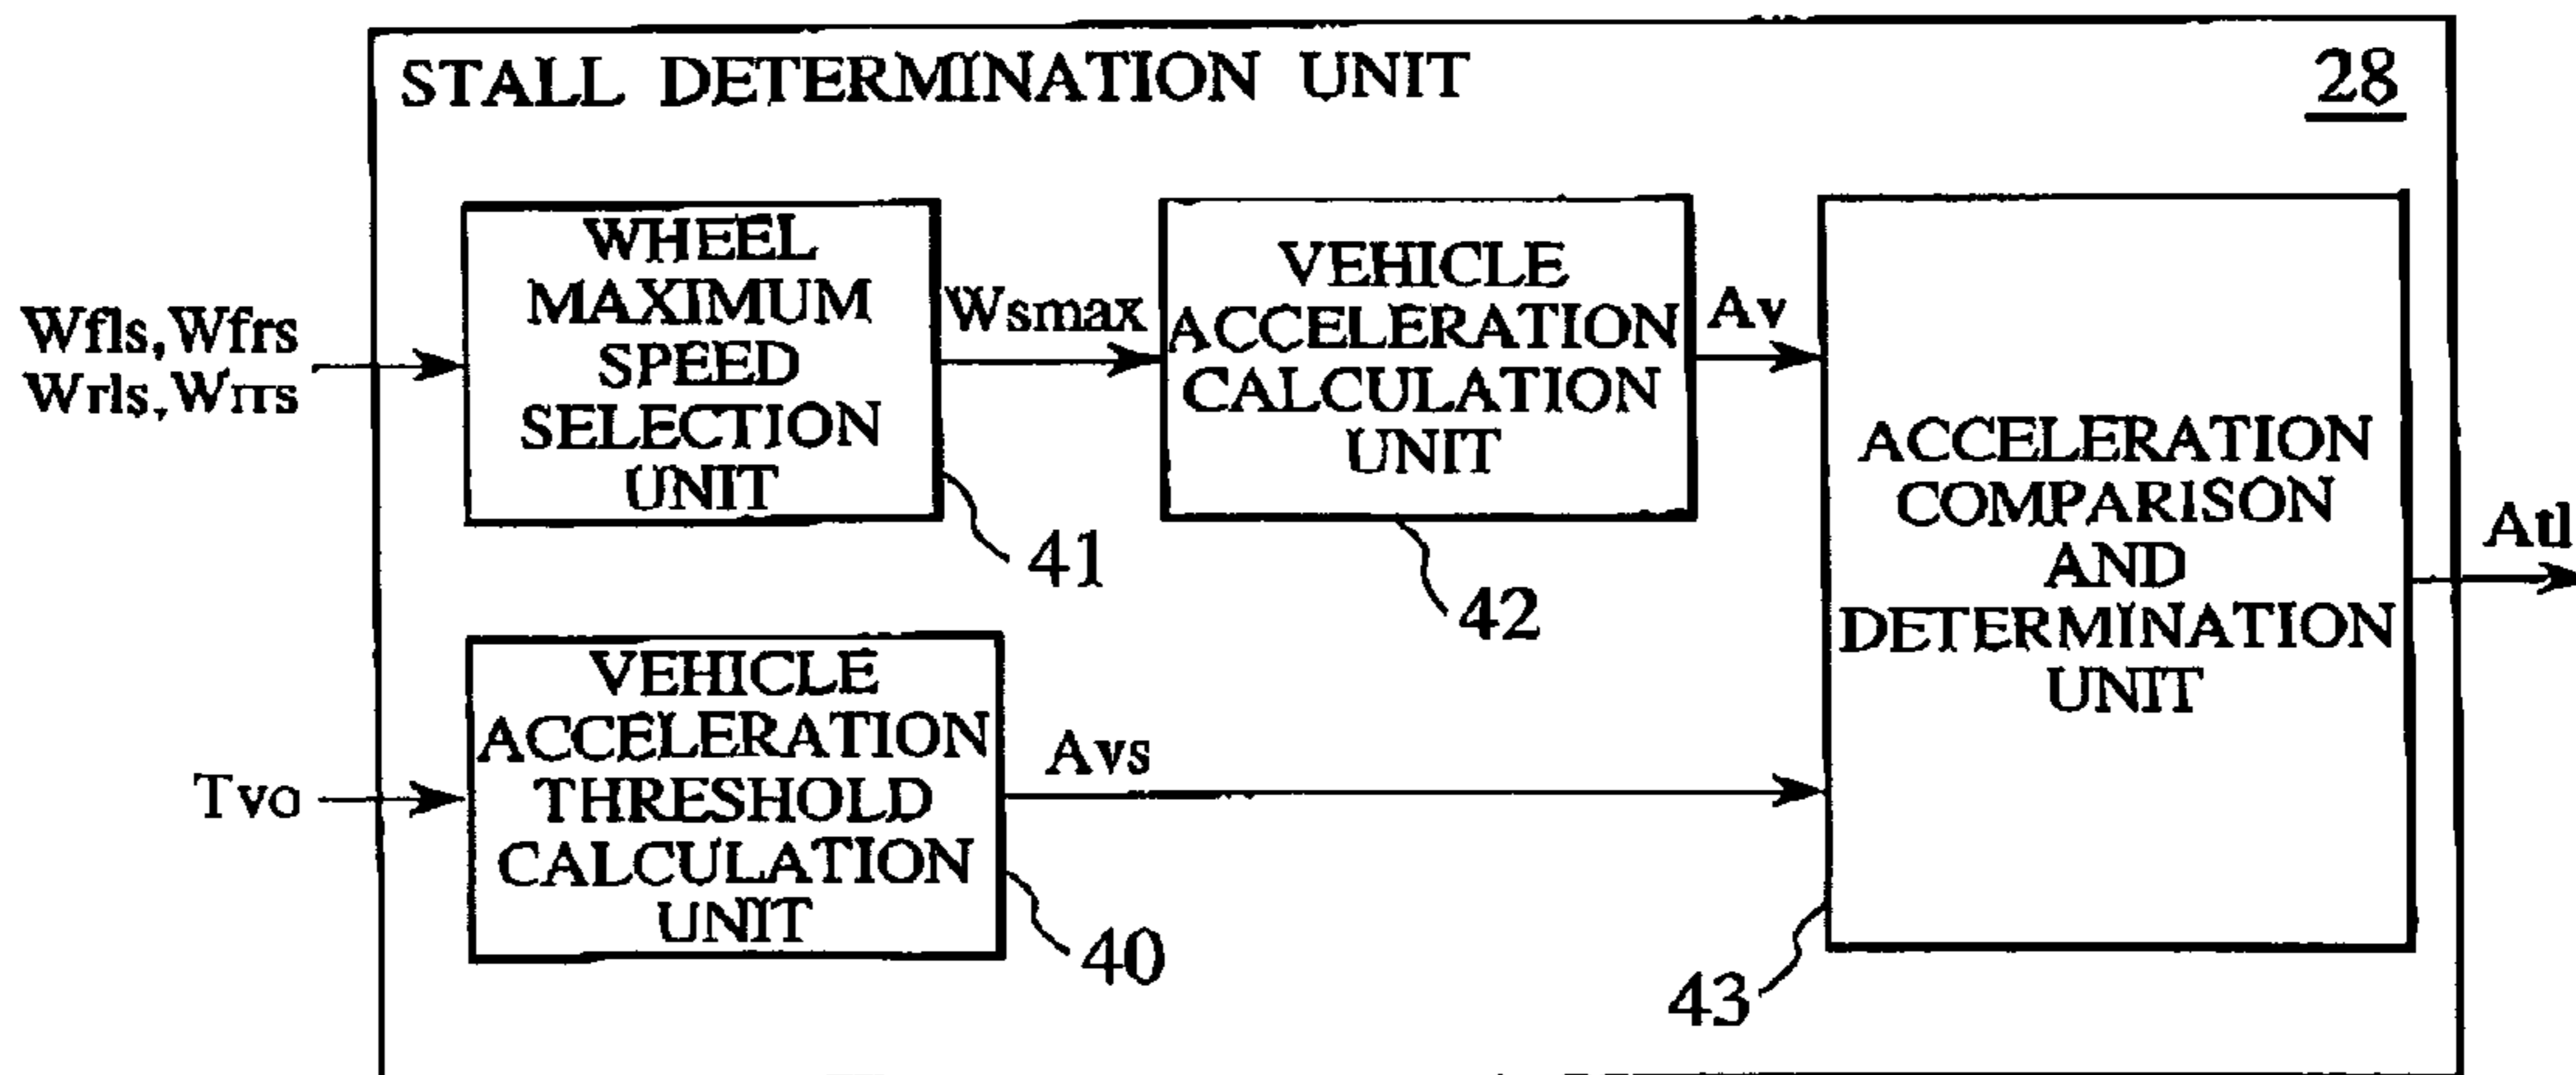 STALL DETERMINATION UNIT
28
WHEEL
MAXIMUM
SPEED
SELECTION
UNIT
41
Wfls,Wfrs
Wrls,Wrrs
Wsmax
VEHICLE
ACCELERATION
CALCULATION
UNIT
42
Av
ACCELERATION
COMPARISON
AND
DETERMINATION
UNIT
43
Atl
Tvo
VEHICLE
ACCELERATION
THRESHOLD
CALCULATION
UNIT
40
Avs